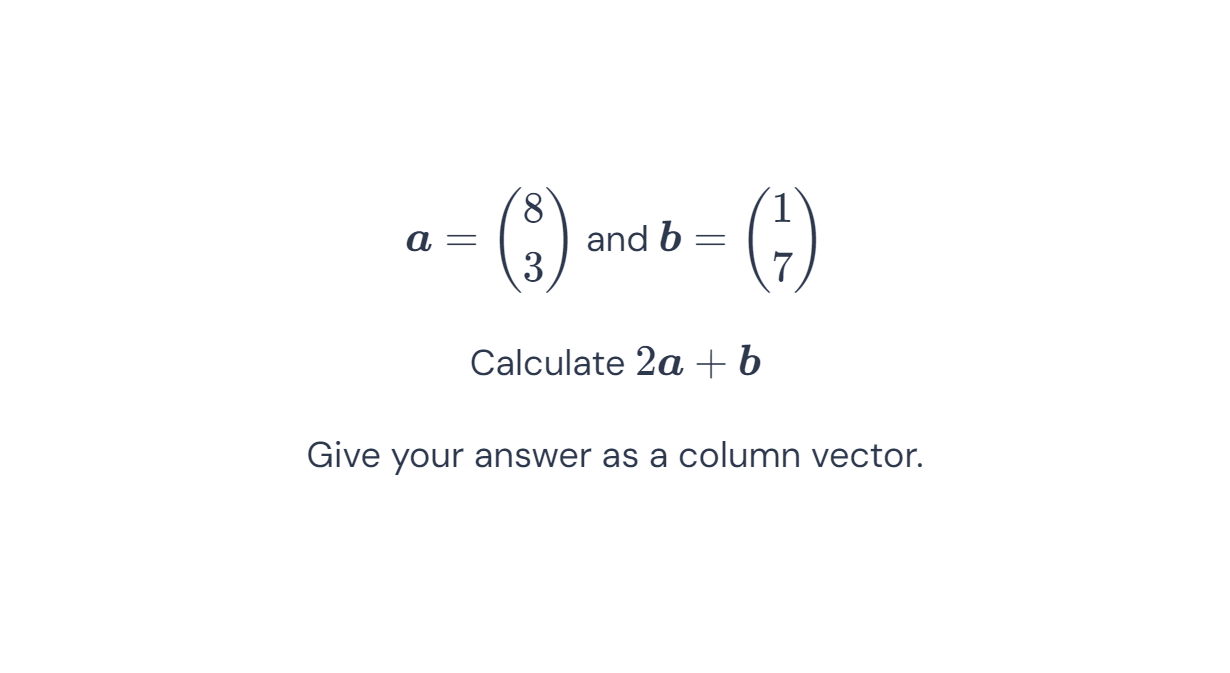 a = (8 3) and b = (1 7)
Calculate 2a + b
Give your answer as a column vector.